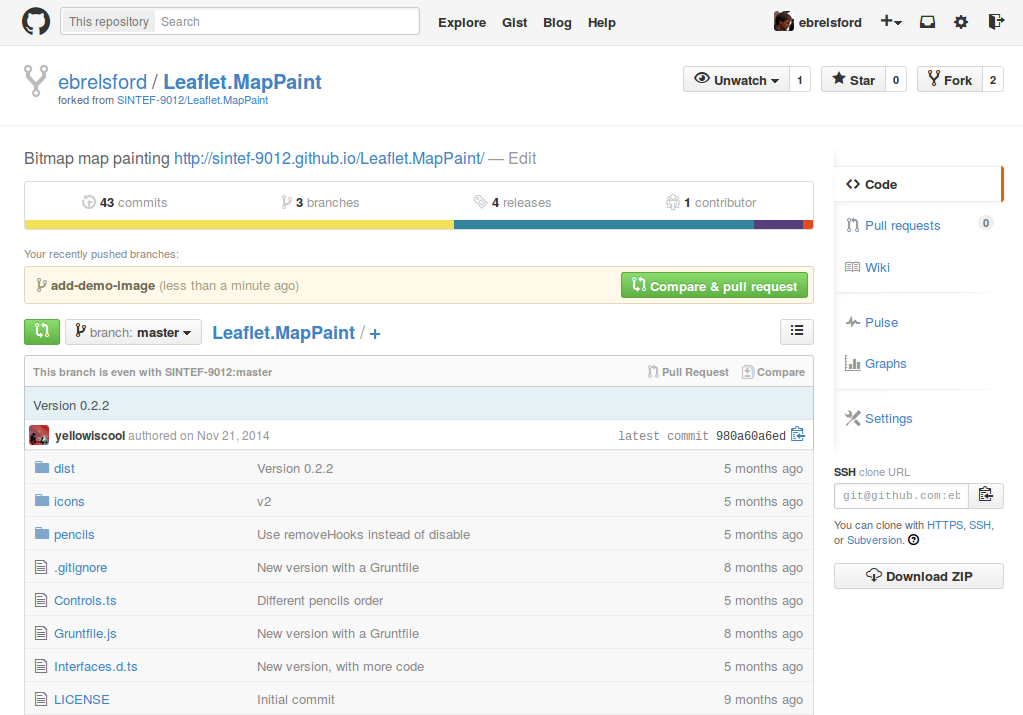 This repository Search Explore Gist Blog Help ebrelsford
ebrelsford / Leaflet.MapPaint
forked from SINTEF-9012/Leaflet.MapPaint
Unwatch 1 Star 0 Fork 2
Bitmap map painting http://sintef-9012.github.io/Leaflet.MapPaint/ — Edit
43 commits 3 branches 4 releases 1 contributor
Your recently pushed branches:
add-demo-image (less than a minute ago) Compare & pull request
branch: master Leaflet.MapPaint / +
This branch is even with SINTEF-9012:master Pull Request Compare
Version 0.2.2
yellowiscool authored on Nov 21, 2014 latest commit 980a60a6ed
dist Version 0.2.2 5 months ago
icons v2 5 months ago
pencils Use removeHooks instead of disable 5 months ago
.gitignore New version with a Gruntfile 8 months ago
Controls.ts Different pencils order 5 months ago
Gruntfile.js New version with a Gruntfile 8 months ago
Interfaces.d.ts New version, with more code 5 months ago
LICENSE Initial commit 9 months ago
Code
Pull requests 0
Wiki
Pulse
Graphs
Settings
SSH clone URL
git@github.com:eb
You can clone with HTTPS, SSH,
or Subversion.
Download ZIP